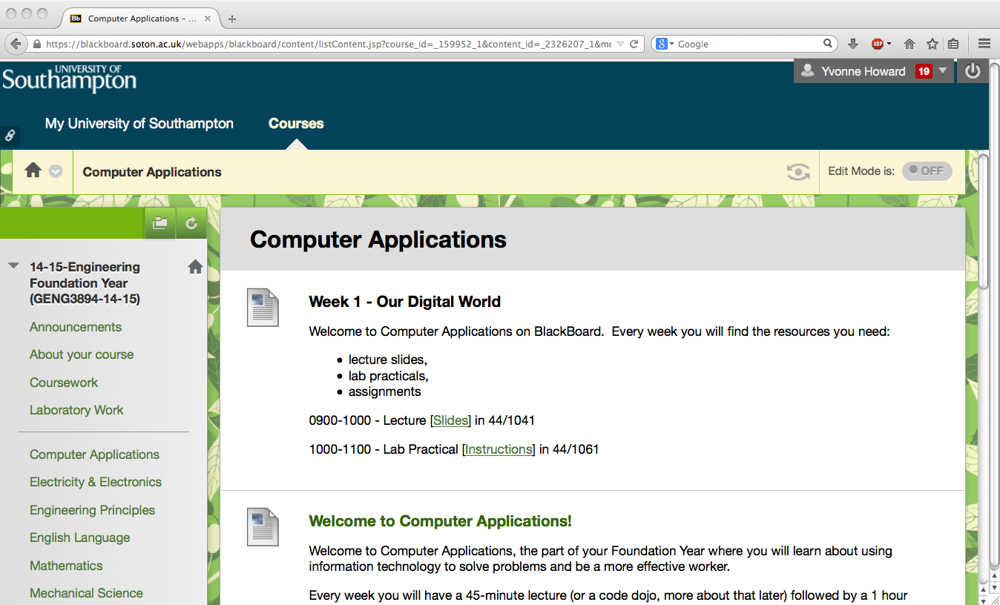 Bb Computer Applications – ...
https://blackboard.soton.ac.uk/webapps/blackboard/content/listContent.jsp?course_id=_159952_1&content_id=_2326207_1&mo
8 Google
ABP
UNIVERSITY OF
Southampton
Yvonne Howard 19
My University of Southampton
Courses
Computer Applications
Edit Mode is: OFF
Computer Applications
14-15-Engineering
Foundation Year
(GENG3894-14-15)
Announcements
About your course
Coursework
Laboratory Work
Computer Applications
Electricity & Electronics
Engineering Principles
English Language
Mathematics
Mechanical Science
Week 1 - Our Digital World
Welcome to Computer Applications on BlackBoard.  Every week you will find the resources you need:
• lecture slides,
• lab practicals,
• assignments
0900-1000 - Lecture [Slides] in 44/1041
1000-1100 - Lab Practical [Instructions] in 44/1061
Welcome to Computer Applications!
Welcome to Computer Applications, the part of your Foundation Year where you will learn about using
information technology to solve problems and be a more effective worker.
Every week you will have a 45-minute lecture (or a code dojo, more about that later) followed by a 1 hour